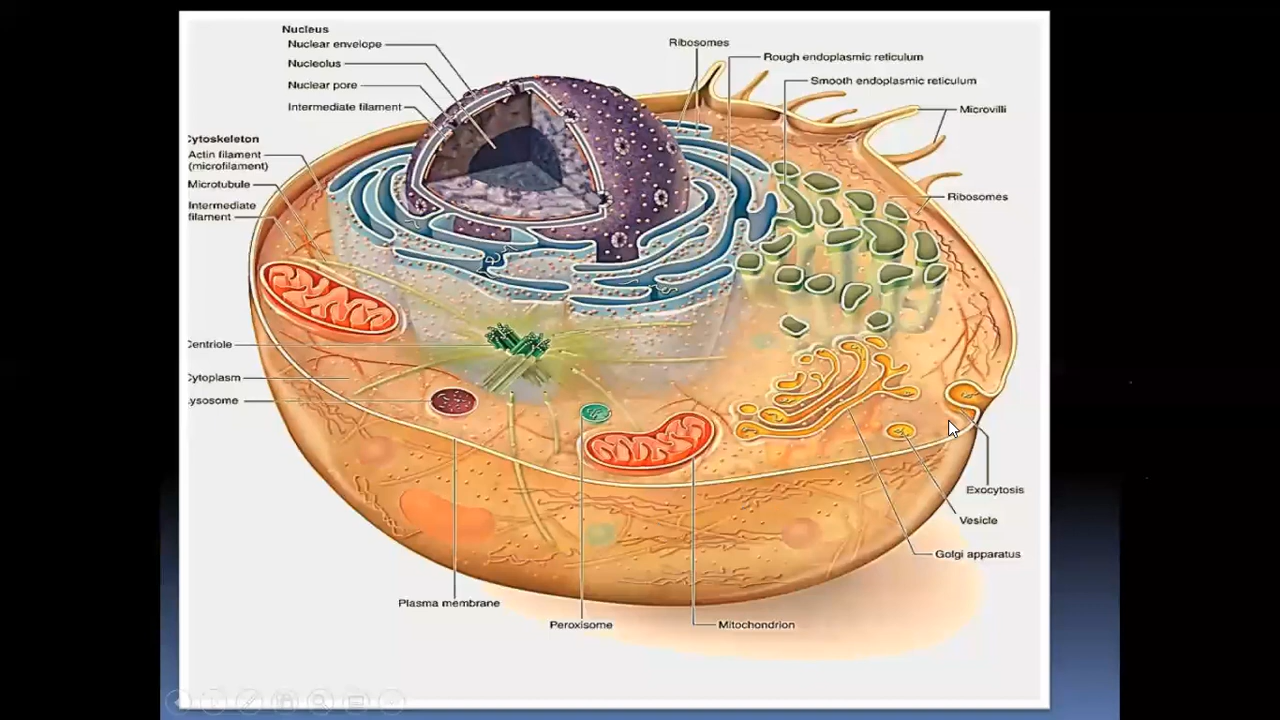 Nucleus
Nuclear envelope
Nucleolus
Nuclear pore
Intermediate filament
Cytoskeleton
Actin filament
(microfilament)
Microtubule
Intermediate
filament
Centriole
Cytoplasm
Lysosome
Ribosomes
Rough endoplasmic reticulum
Smooth endoplasmic reticulum
Microvilli
Ribosomes
Exocytosis
Vesicle
Golgi apparatus
Plasma membrane
Peroxisome
Mitochondrion